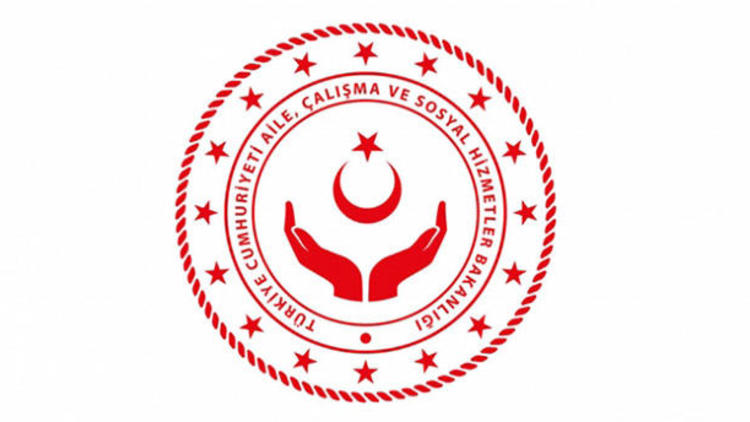 TÜRKİYE CUMHURİYETİ AİLE, ÇALIŞMA VE SOSYAL HİZMETLER BAKANLIĞI